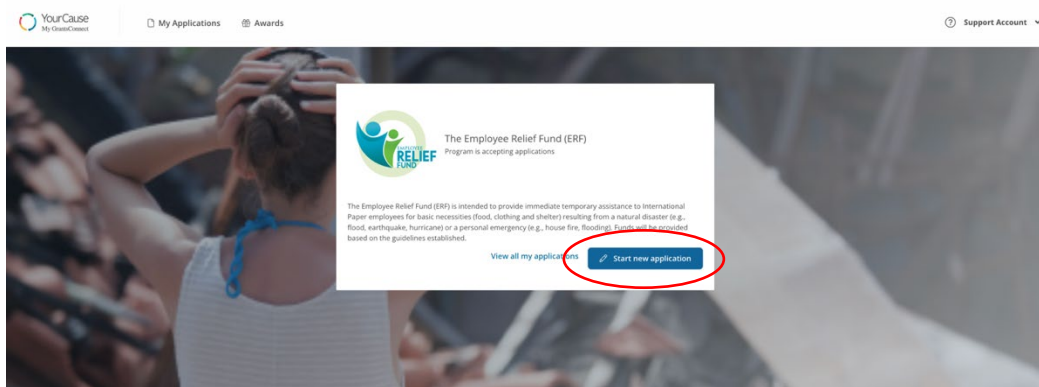 YourCause
My GrantsConnect
My Applications
Awards
Support Account
EMPLOYEE
RELIEF
FUND
The Employee Relief Fund (ERF)
Program is accepting applications
The Employee Relief Fund (ERF) is intended to provide immediate temporary assistance to International
Paper employees for basic necessities (food, clothing and shelter) resulting from a natural disaster (e.g.,
flood, earthquake, hurricane) or a personal emergency (e.g., house fire, flooding). Funds will be provided
based on the guidelines established.
View all my applications
Start new application